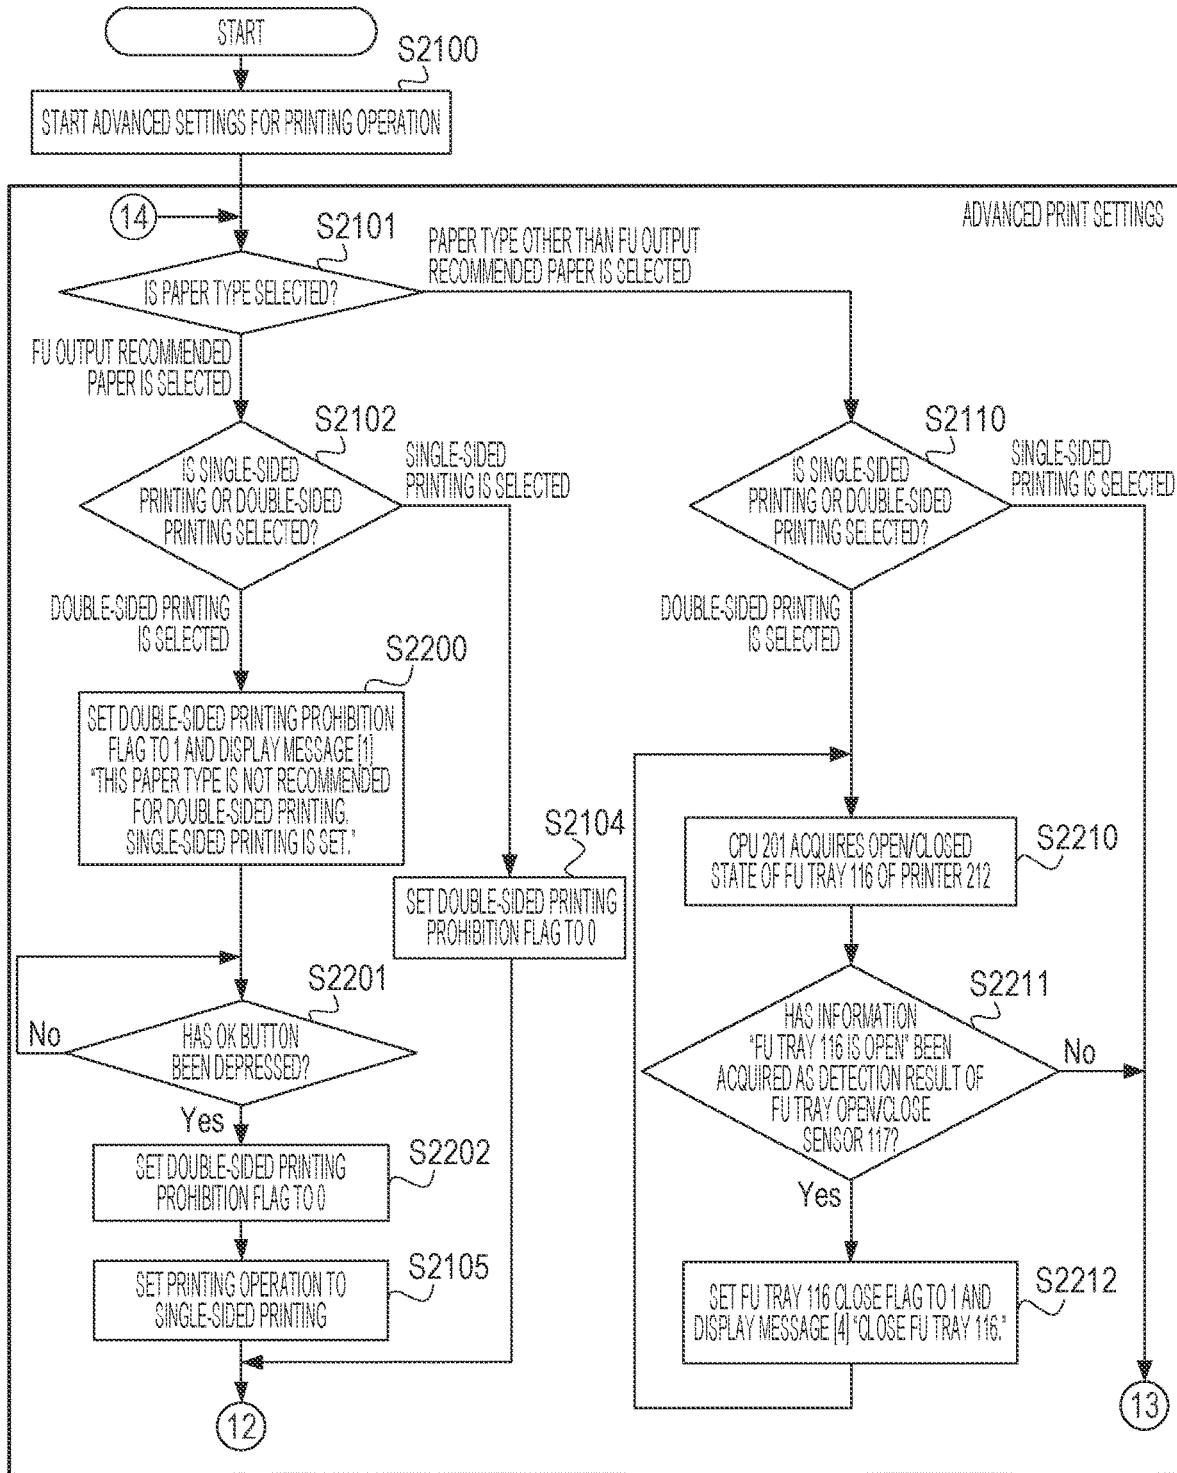 START
S2100
START ADVANCED SETTINGS FOR PRINTING OPERATION
ADVANCED PRINT SETTINGS
14
S2101
IS PAPER TYPE SELECTED?
PAPER TYPE OTHER THAN FU OUTPUT
RECOMMENDED PAPER IS SELECTED
FU OUTPUT RECOMMENDED
PAPER IS SELECTED
S2102
IS SINGLE-SIDED
PRINTING OR DOUBLE-SIDED
PRINTING SELECTED?
SINGLE-SIDED
PRINTING IS SELECTED
S2110
IS SINGLE-SIDED
PRINTING OR DOUBLE-SIDED
PRINTING SELECTED?
SINGLE-SIDED
PRINTING IS SELECTED
DOUBLE-SIDED PRINTING
IS SELECTED
DOUBLE-SIDED PRINTING
IS SELECTED
S2200
SET DOUBLE-SIDED PRINTING PROHIBITION
FLAG TO 1 AND DISPLAY MESSAGE [1]
"THIS PAPER TYPE IS NOT RECOMMENDED
FOR DOUBLE-SIDED PRINTING.
SINGLE-SIDED PRINTING IS SET."
S2104
SET DOUBLE-SIDED PRINTING
PROHIBITION FLAG TO 0
S2210
CPU 201 ACQUIRES OPEN/CLOSED
STATE OF FU TRAY 116 OF PRINTER 212
S2201
HAS OK BUTTON
BEEN DEPRESSED?
No
Yes
S2211
HAS INFORMATION
"FU TRAY 116 IS OPEN" BEEN
ACQUIRED AS DETECTION RESULT OF
FU TRAY OPEN/CLOSE
SENSOR 117?
No
Yes
S2202
SET DOUBLE-SIDED PRINTING
PROHIBITION FLAG TO 0
S2105
SET PRINTING OPERATION TO
SINGLE-SIDED PRINTING
S2212
SET FU TRAY 116 CLOSE FLAG TO 1 AND
DISPLAY MESSAGE [4] "CLOSE FU TRAY 116."
12
13